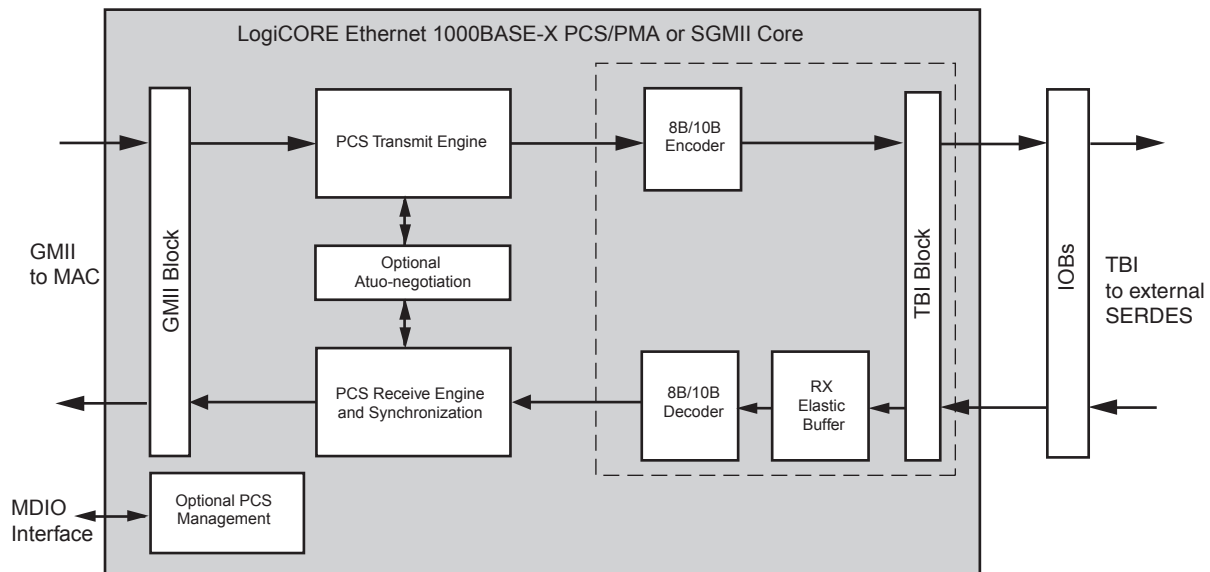 LogiCORE Ethernet 1000BASE-X PCS/PMA or SGMII Core
GMII Block
PCS Transmit Engine
8B/10B
Encoder
TBI Block
IOBs
GMII
to MAC
Optional
Atuo-negotiation
TBI
to external
SERDES
PCS Receive Engine
and Synchronization
8B/10B
Decoder
RX
Elastic
Buffer
MDIO
Interface
Optional PCS
Management